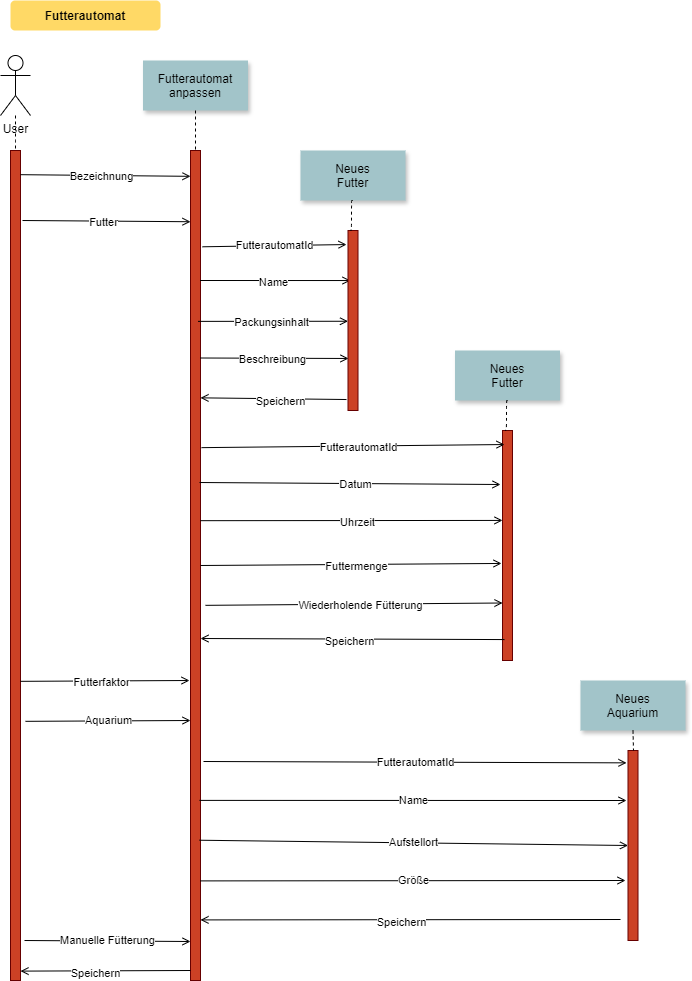 Futterautomat
User
Futterautomat
anpassen
Bezeichnung
Neues
Futter
Futter
FutterautomatId
Name
Packungsinhalt
Beschreibung
Neues
Futter
Speichern
FutterautomatId
Datum
Uhrzeit
Futtermenge
Wiederholende Fütterung
Speichern
Futterfaktor
Neues
Aquarium
Aquarium
FutterautomatId
Name
Aufstellort
Größe
Speichern
Manuelle Fütterung
Speichern